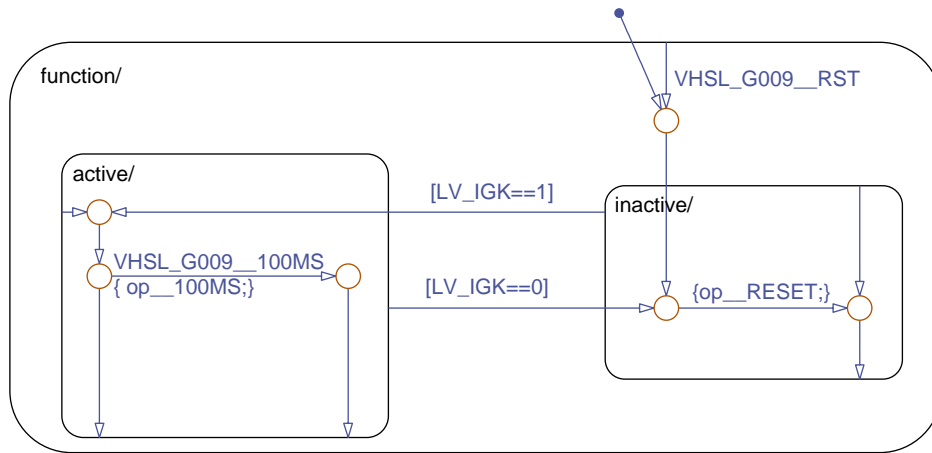 function/
VHSL_G009__RST
active/
[LV_IGK==1]
inactive/
VHSL_G009__100MS
{ op__100MS;}
[LV_IGK==0]
{op__RESET;}